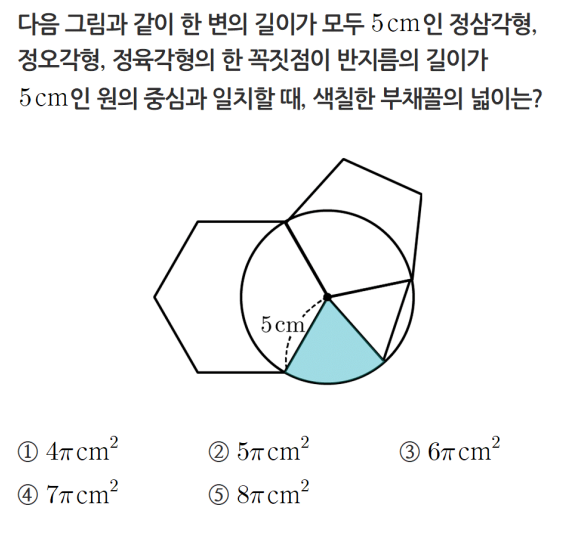 다음 그림과 같이 한 변의 길이가 모두 5cm인 정삼각형,
정오각형, 정육각형의 한 꼭짓점이 반지름의 길이가
5cm인 원의 중심과 일치할 때, 색칠한 부채꼴의 넓이는?
5cm
① 4πcm² ② 5πcm² ③ 6πcm²
④ 7πcm² ⑤ 8πcm²